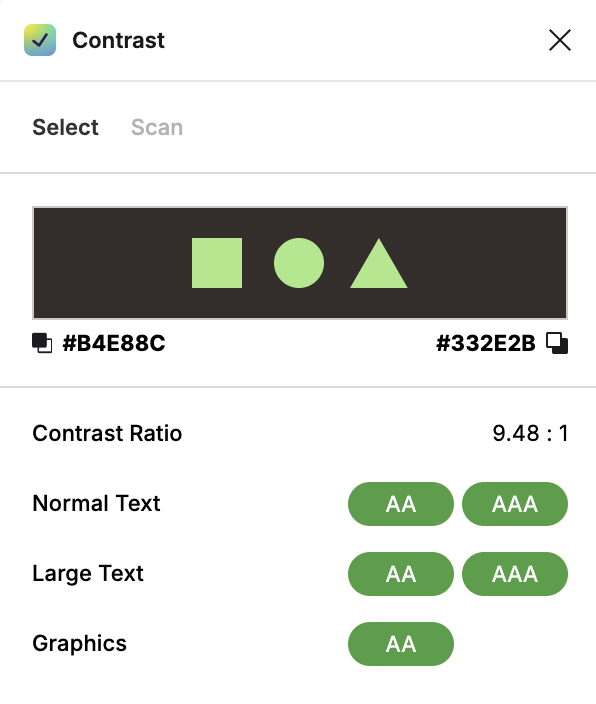 Contrast
Select Scan
#B4E88C #332E2B
Contrast Ratio 9.48 : 1
Normal Text AA AAA
Large Text AA AAA
Graphics AA